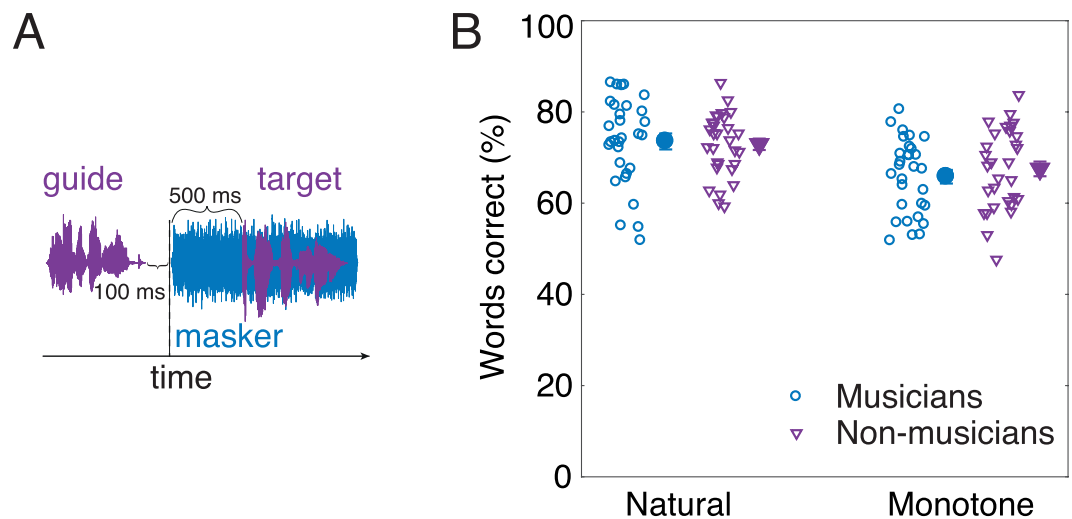 A
guide
target
500 ms
100 ms
masker
time
B
Words correct (%)
100
80
60
40
20
0
Musicians
Non-musicians
Natural
Monotone